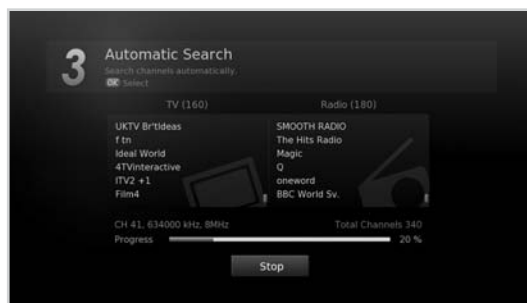 3
Automatic Search
Search channels automatically.
OK Select
TV (160)
Radio (180)
UKTV Br'tIdeas
f tn
Ideal World
4TVinteractive
ITV2 +1
Film4
SMOOTH RADIO
The Hits Radio
Magic
Q
oneword
BBC World Sv.
CH 41, 634000 kHz, 8MHz
Total Channels 340
Progress
20 %
Stop